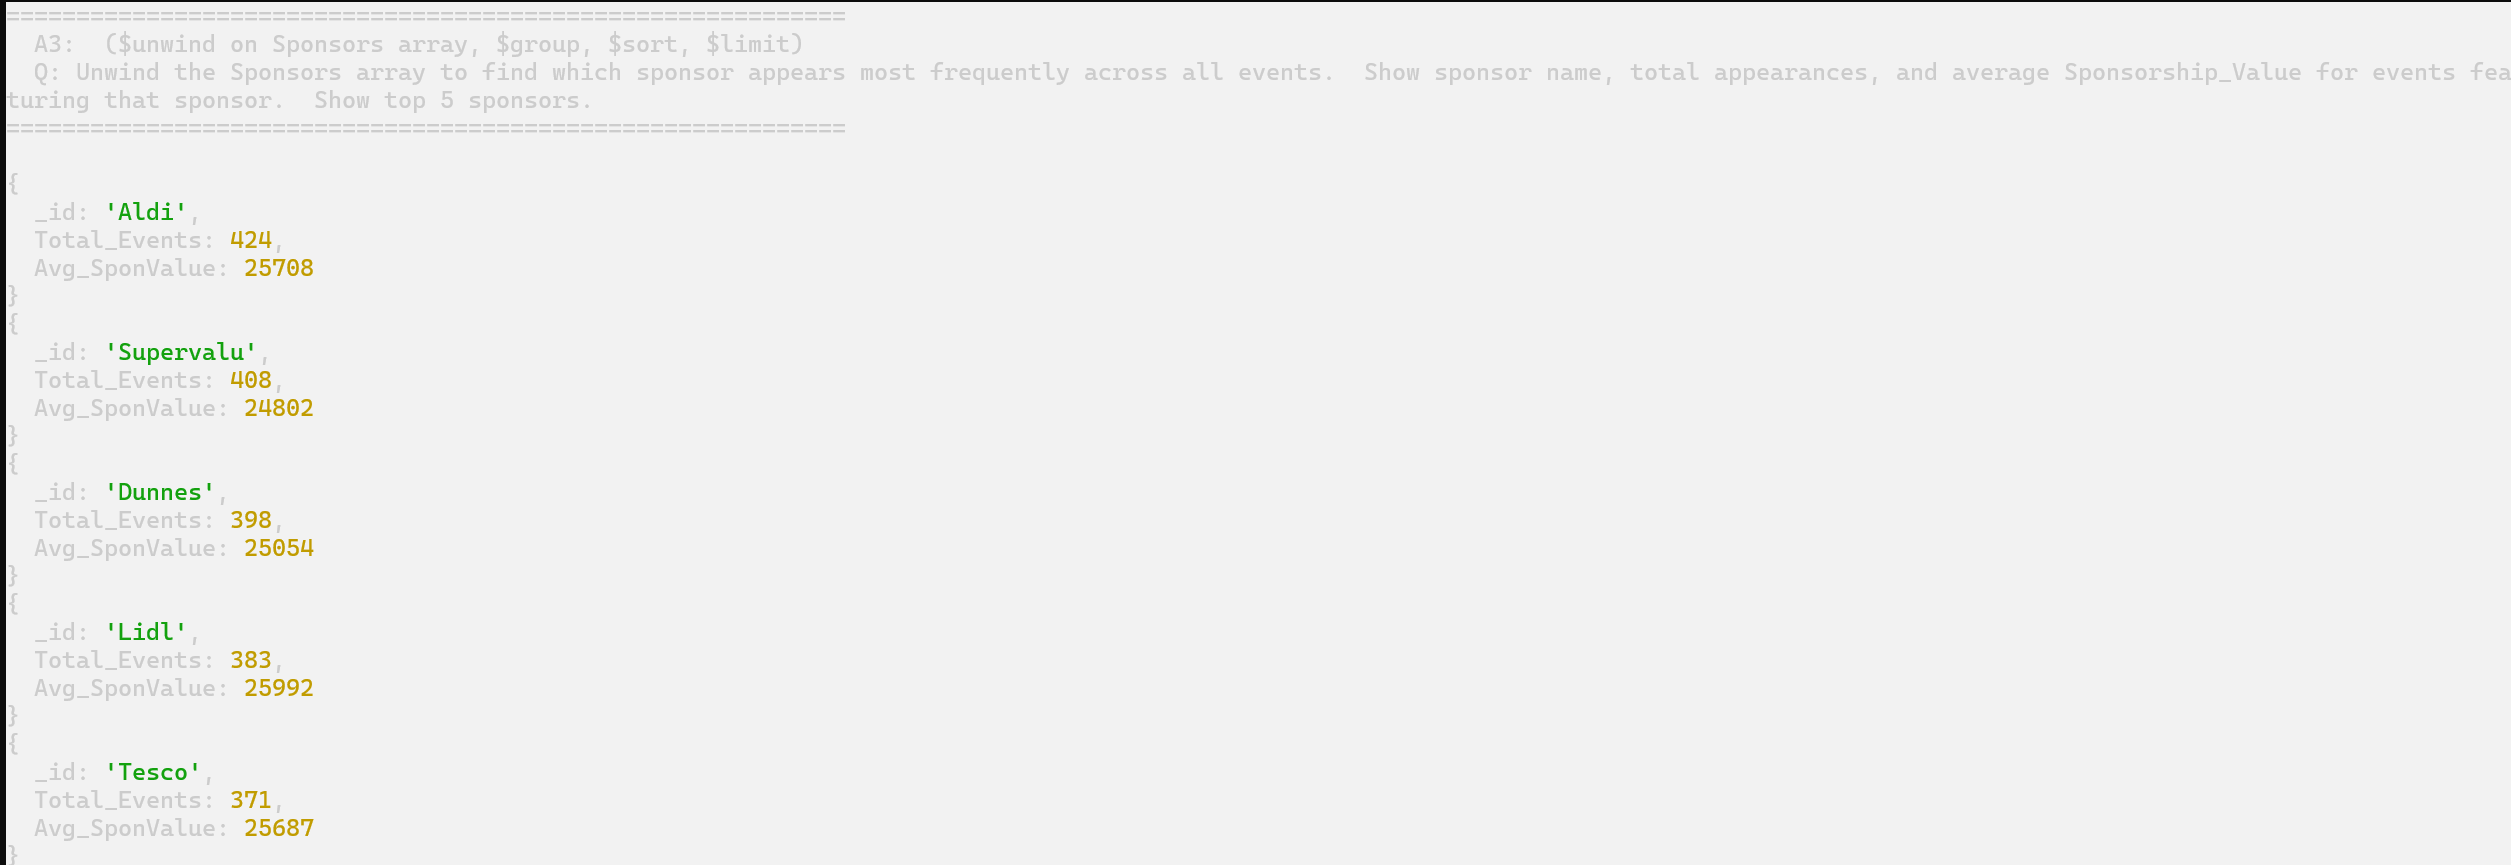 ============================================================
A3:  ($unwind on Sponsors array, $group, $sort, $limit)
Q: Unwind the Sponsors array to find which sponsor appears most frequently across all events.  Show sponsor name, total appearances, and average Sponsorship_Value for events fea
turing that sponsor.  Show top 5 sponsors.
============================================================
{
_id: 'Aldi',
Total_Events: 424,
Avg_SponValue: 25708
}
{
_id: 'Supervalu',
Total_Events: 408,
Avg_SponValue: 24802
}
{
_id: 'Dunnes',
Total_Events: 398,
Avg_SponValue: 25054
}
{
_id: 'Lidl',
Total_Events: 383,
Avg_SponValue: 25992
}
{
_id: 'Tesco',
Total_Events: 371,
Avg_SponValue: 25687
}